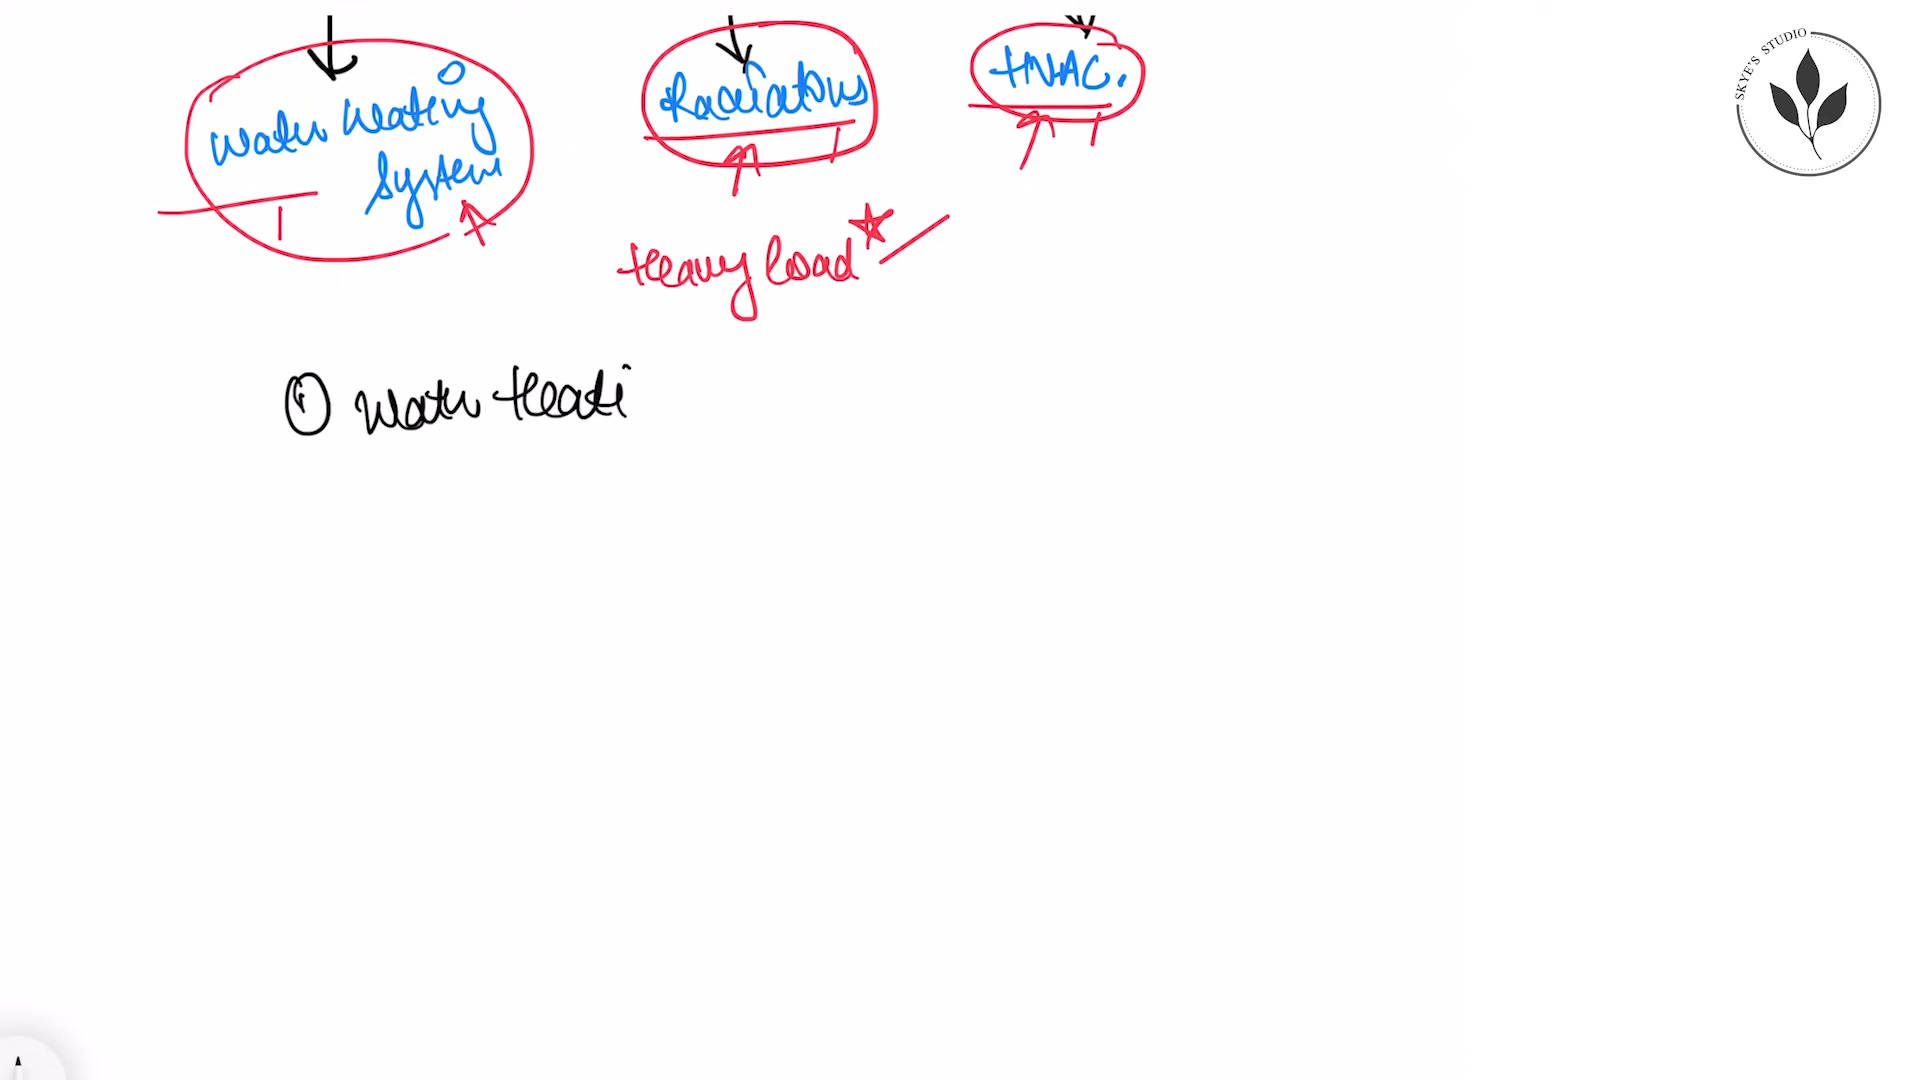 Water Heating
System
Radiators
HVAC.
Heavy load
① Water Heati
SKYE'S STUDIO